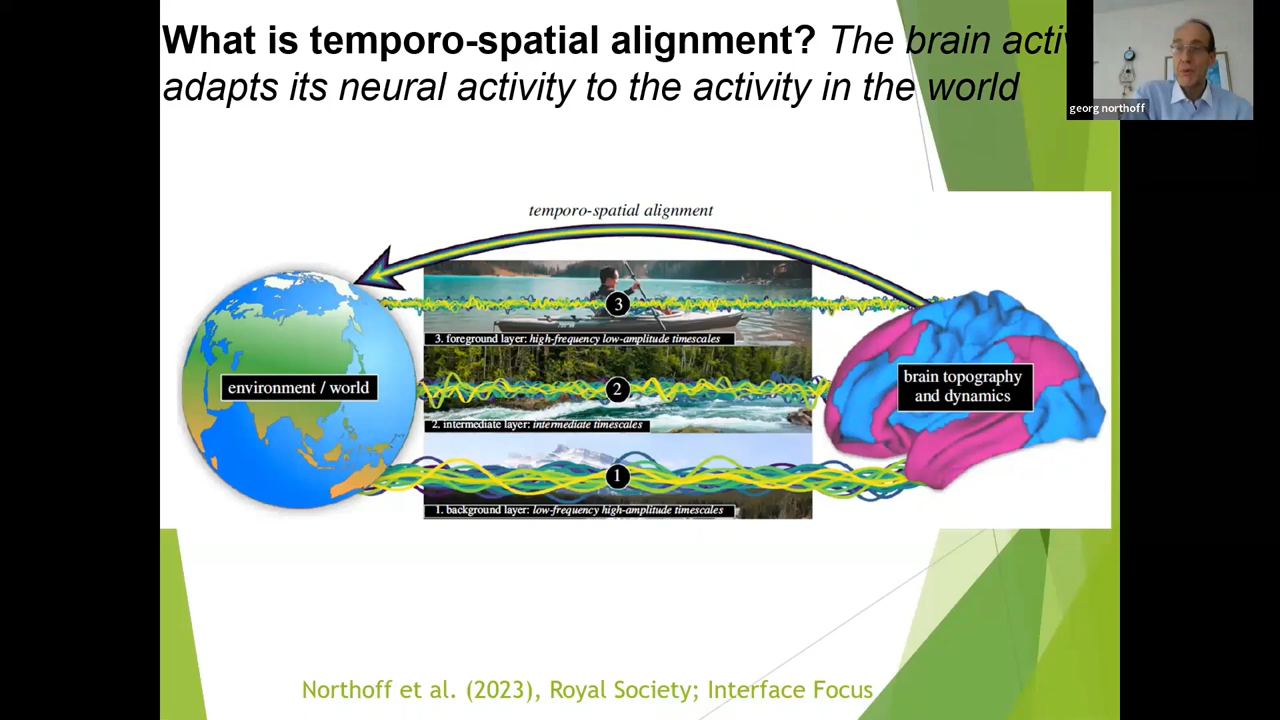 What is temporo-spatial alignment? The brain
adapts its neural activity to the activity in the world
georg northoff
temporo-spatial alignment
3
3. foreground layer: high-frequency low-amplitude timescales
environment / world
2
brain topography
and dynamics
2. intermediate layer: intermediate timescales
1
1. background layer: low-frequency high-amplitude timescales
Northoff et al. (2023), Royal Society; Interface Focus